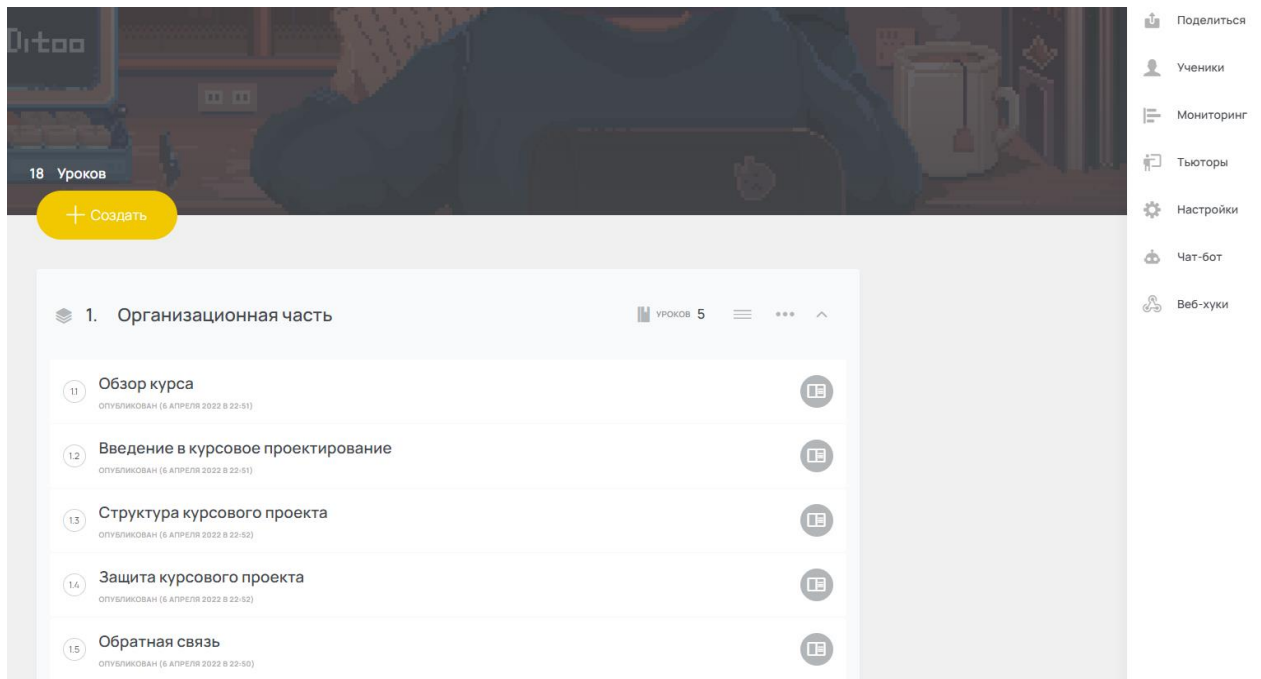 Ditoo
18 Уроков
Создать
1. Организационная часть
УРОКОВ 5
1.1 Обзор курса
ОПУБЛИКОВАН (6 АПРЕЛЯ 2022 В 22-51)
1.2 Введение в курсовое проектирование
ОПУБЛИКОВАН (6 АПРЕЛЯ 2022 В 22-51)
1.3 Структура курсового проекта
ОПУБЛИКОВАН (6 АПРЕЛЯ 2022 В 22-52)
1.4 Защита курсового проекта
ОПУБЛИКОВАН (6 АПРЕЛЯ 2022 В 22-52)
1.5 Обратная связь
ОПУБЛИКОВАН (6 АПРЕЛЯ 2022 В 22-50)
Поделиться
Ученики
Мониторинг
Тьюторы
Настройки
Чат-бот
Веб-хуки